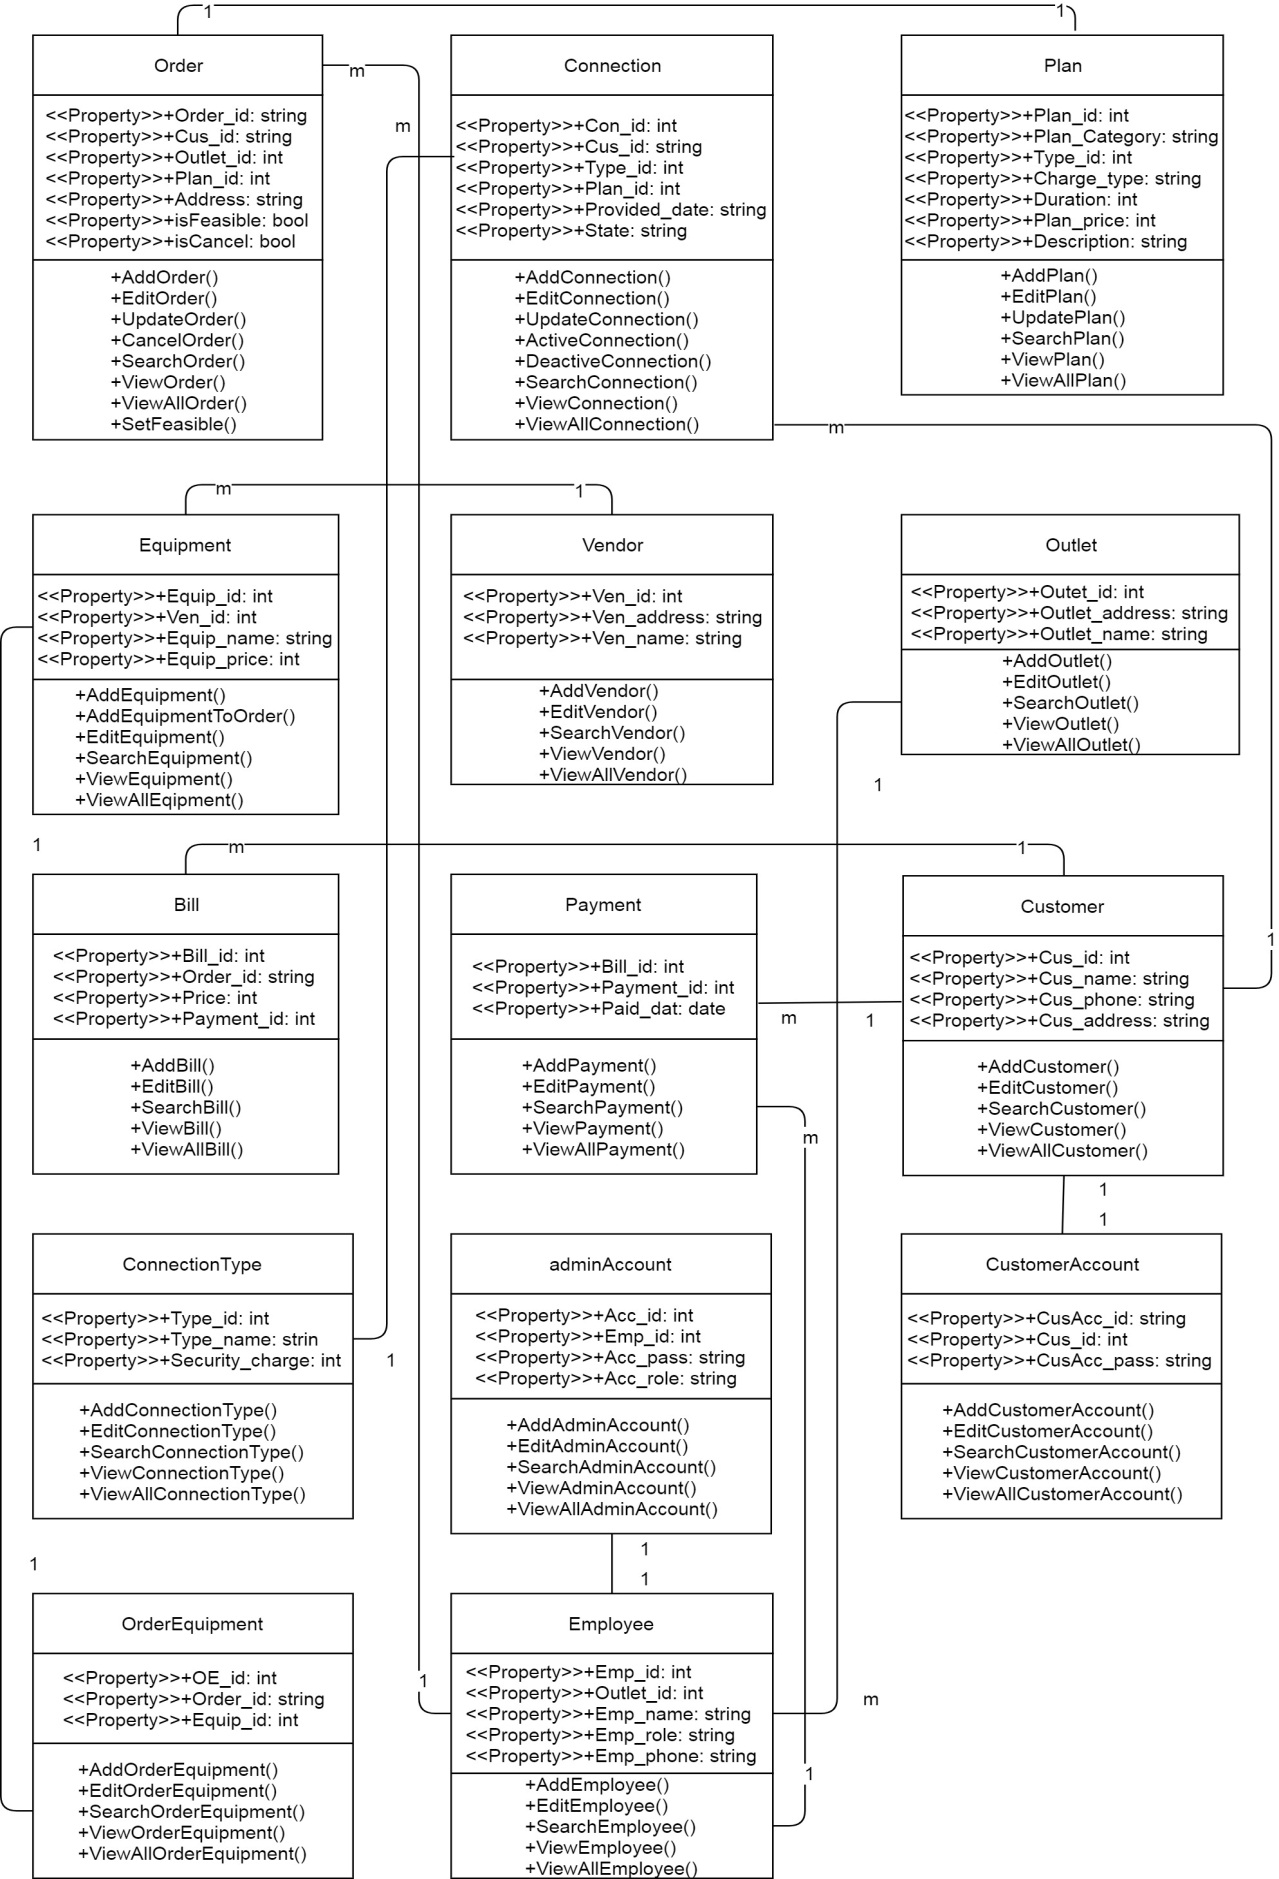 1
1
Order
<<Property>>+Order_id: string
<<Property>>+Cus_id: string
<<Property>>+Outlet_id: int
<<Property>>+Plan_id: int
<<Property>>+Address: string
<<Property>>+isFeasible: bool
<<Property>>+isCancel: bool
+AddOrder()
+EditOrder()
+UpdateOrder()
+CancelOrder()
+SearchOrder()
+ViewOrder()
+ViewAllOrder()
+SetFeasible()
m
m
Connection
<<Property>>+Con_id: int
<<Property>>+Cus_id: string
<<Property>>+Type_id: int
<<Property>>+Plan_id: int
<<Property>>+Provided_date: string
<<Property>>+State: string
+AddConnection()
+EditConnection()
+UpdateConnection()
+ActiveConnection()
+DeactiveConnection()
+SearchConnection()
+ViewConnection()
+ViewAllConnection()
Plan
<<Property>>+Plan_id: int
<<Property>>+Plan_Category: string
<<Property>>+Type_id: int
<<Property>>+Charge_type: string
<<Property>>+Duration: int
<<Property>>+Plan_price: int
<<Property>>+Description: string
+AddPlan()
+EditPlan()
+UpdatePlan()
+SearchPlan()
+ViewPlan()
+ViewAllPlan()
m
m
1
Equipment
<<Property>>+Equip_id: int
<<Property>>+Ven_id: int
<<Property>>+Equip_name: string
<<Property>>+Equip_price: int
+AddEquipment()
+AddEquipmentToOrder()
+EditEquipment()
+SearchEquipment()
+ViewEquipment()
+ViewAllEqipment()
Vendor
<<Property>>+Ven_id: int
<<Property>>+Ven_address: string
<<Property>>+Ven_name: string
+AddVendor()
+EditVendor()
+SearchVendor()
+ViewVendor()
+ViewAllVendor()
Outlet
<<Property>>+Outet_id: int
<<Property>>+Outlet_address: string
<<Property>>+Outlet_name: string
+AddOutlet()
+EditOutlet()
+SearchOutlet()
+ViewOutlet()
+ViewAllOutlet()
1
1
m
1
Bill
<<Property>>+Bill_id: int
<<Property>>+Order_id: string
<<Property>>+Price: int
<<Property>>+Payment_id: int
+AddBill()
+EditBill()
+SearchBill()
+ViewBill()
+ViewAllBill()
Payment
<<Property>>+Bill_id: int
<<Property>>+Payment_id: int
<<Property>>+Paid_dat: date
+AddPayment()
+EditPayment()
+SearchPayment()
+ViewPayment()
+ViewAllPayment()
m
1
m
Customer
<<Property>>+Cus_id: int
<<Property>>+Cus_name: string
<<Property>>+Cus_phone: string
<<Property>>+Cus_address: string
+AddCustomer()
+EditCustomer()
+SearchCustomer()
+ViewCustomer()
+ViewAllCustomer()
1
1
1
ConnectionType
<<Property>>+Type_id: int
<<Property>>+Type_name: strin
<<Property>>+Security_charge: int
+AddConnectionType()
+EditConnectionType()
+SearchConnectionType()
+ViewConnectionType()
+ViewAllConnectionType()
1
adminAccount
<<Property>>+Acc_id: int
<<Property>>+Emp_id: int
<<Property>>+Acc_pass: string
<<Property>>+Acc_role: string
+AddAdminAccount()
+EditAdminAccount()
+SearchAdminAccount()
+ViewAdminAccount()
+ViewAllAdminAccount()
CustomerAccount
<<Property>>+CusAcc_id: string
<<Property>>+Cus_id: int
<<Property>>+CusAcc_pass: string
+AddCustomerAccount()
+EditCustomerAccount()
+SearchCustomerAccount()
+ViewCustomerAccount()
+ViewAllCustomerAccount()
1
1
1
OrderEquipment
<<Property>>+OE_id: int
<<Property>>+Order_id: string
<<Property>>+Equip_id: int
+AddOrderEquipment()
+EditOrderEquipment()
+SearchOrderEquipment()
+ViewOrderEquipment()
+ViewAllOrderEquipment()
1
Employee
<<Property>>+Emp_id: int
<<Property>>+Outlet_id: int
<<Property>>+Emp_name: string
<<Property>>+Emp_role: string
<<Property>>+Emp_phone: string
+AddEmployee()
+EditEmployee()
+SearchEmployee()
+ViewEmployee()
+ViewAllEmployee()
m
1